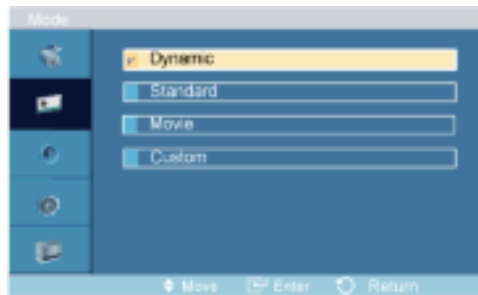 Mode
Dynamic
Standard
Movie
Custom
Move Enter Return